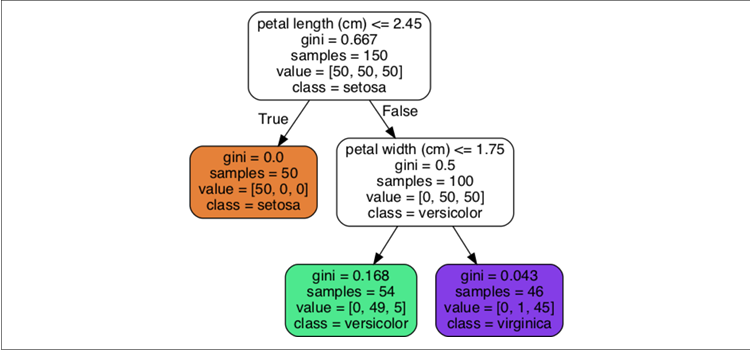 petal length (cm) <= 2.45
gini = 0.667
samples = 150
value = [50, 50, 50]
class = setosa
True
False
gini = 0.0
samples = 50
value = [50, 0, 0]
class = setosa
petal width (cm) <= 1.75
gini = 0.5
samples = 100
value = [0, 50, 50]
class = versicolor
gini = 0.168
samples = 54
value = [0, 49, 5]
class = versicolor
gini = 0.043
samples = 46
value = [0, 1, 45]
class = virginica